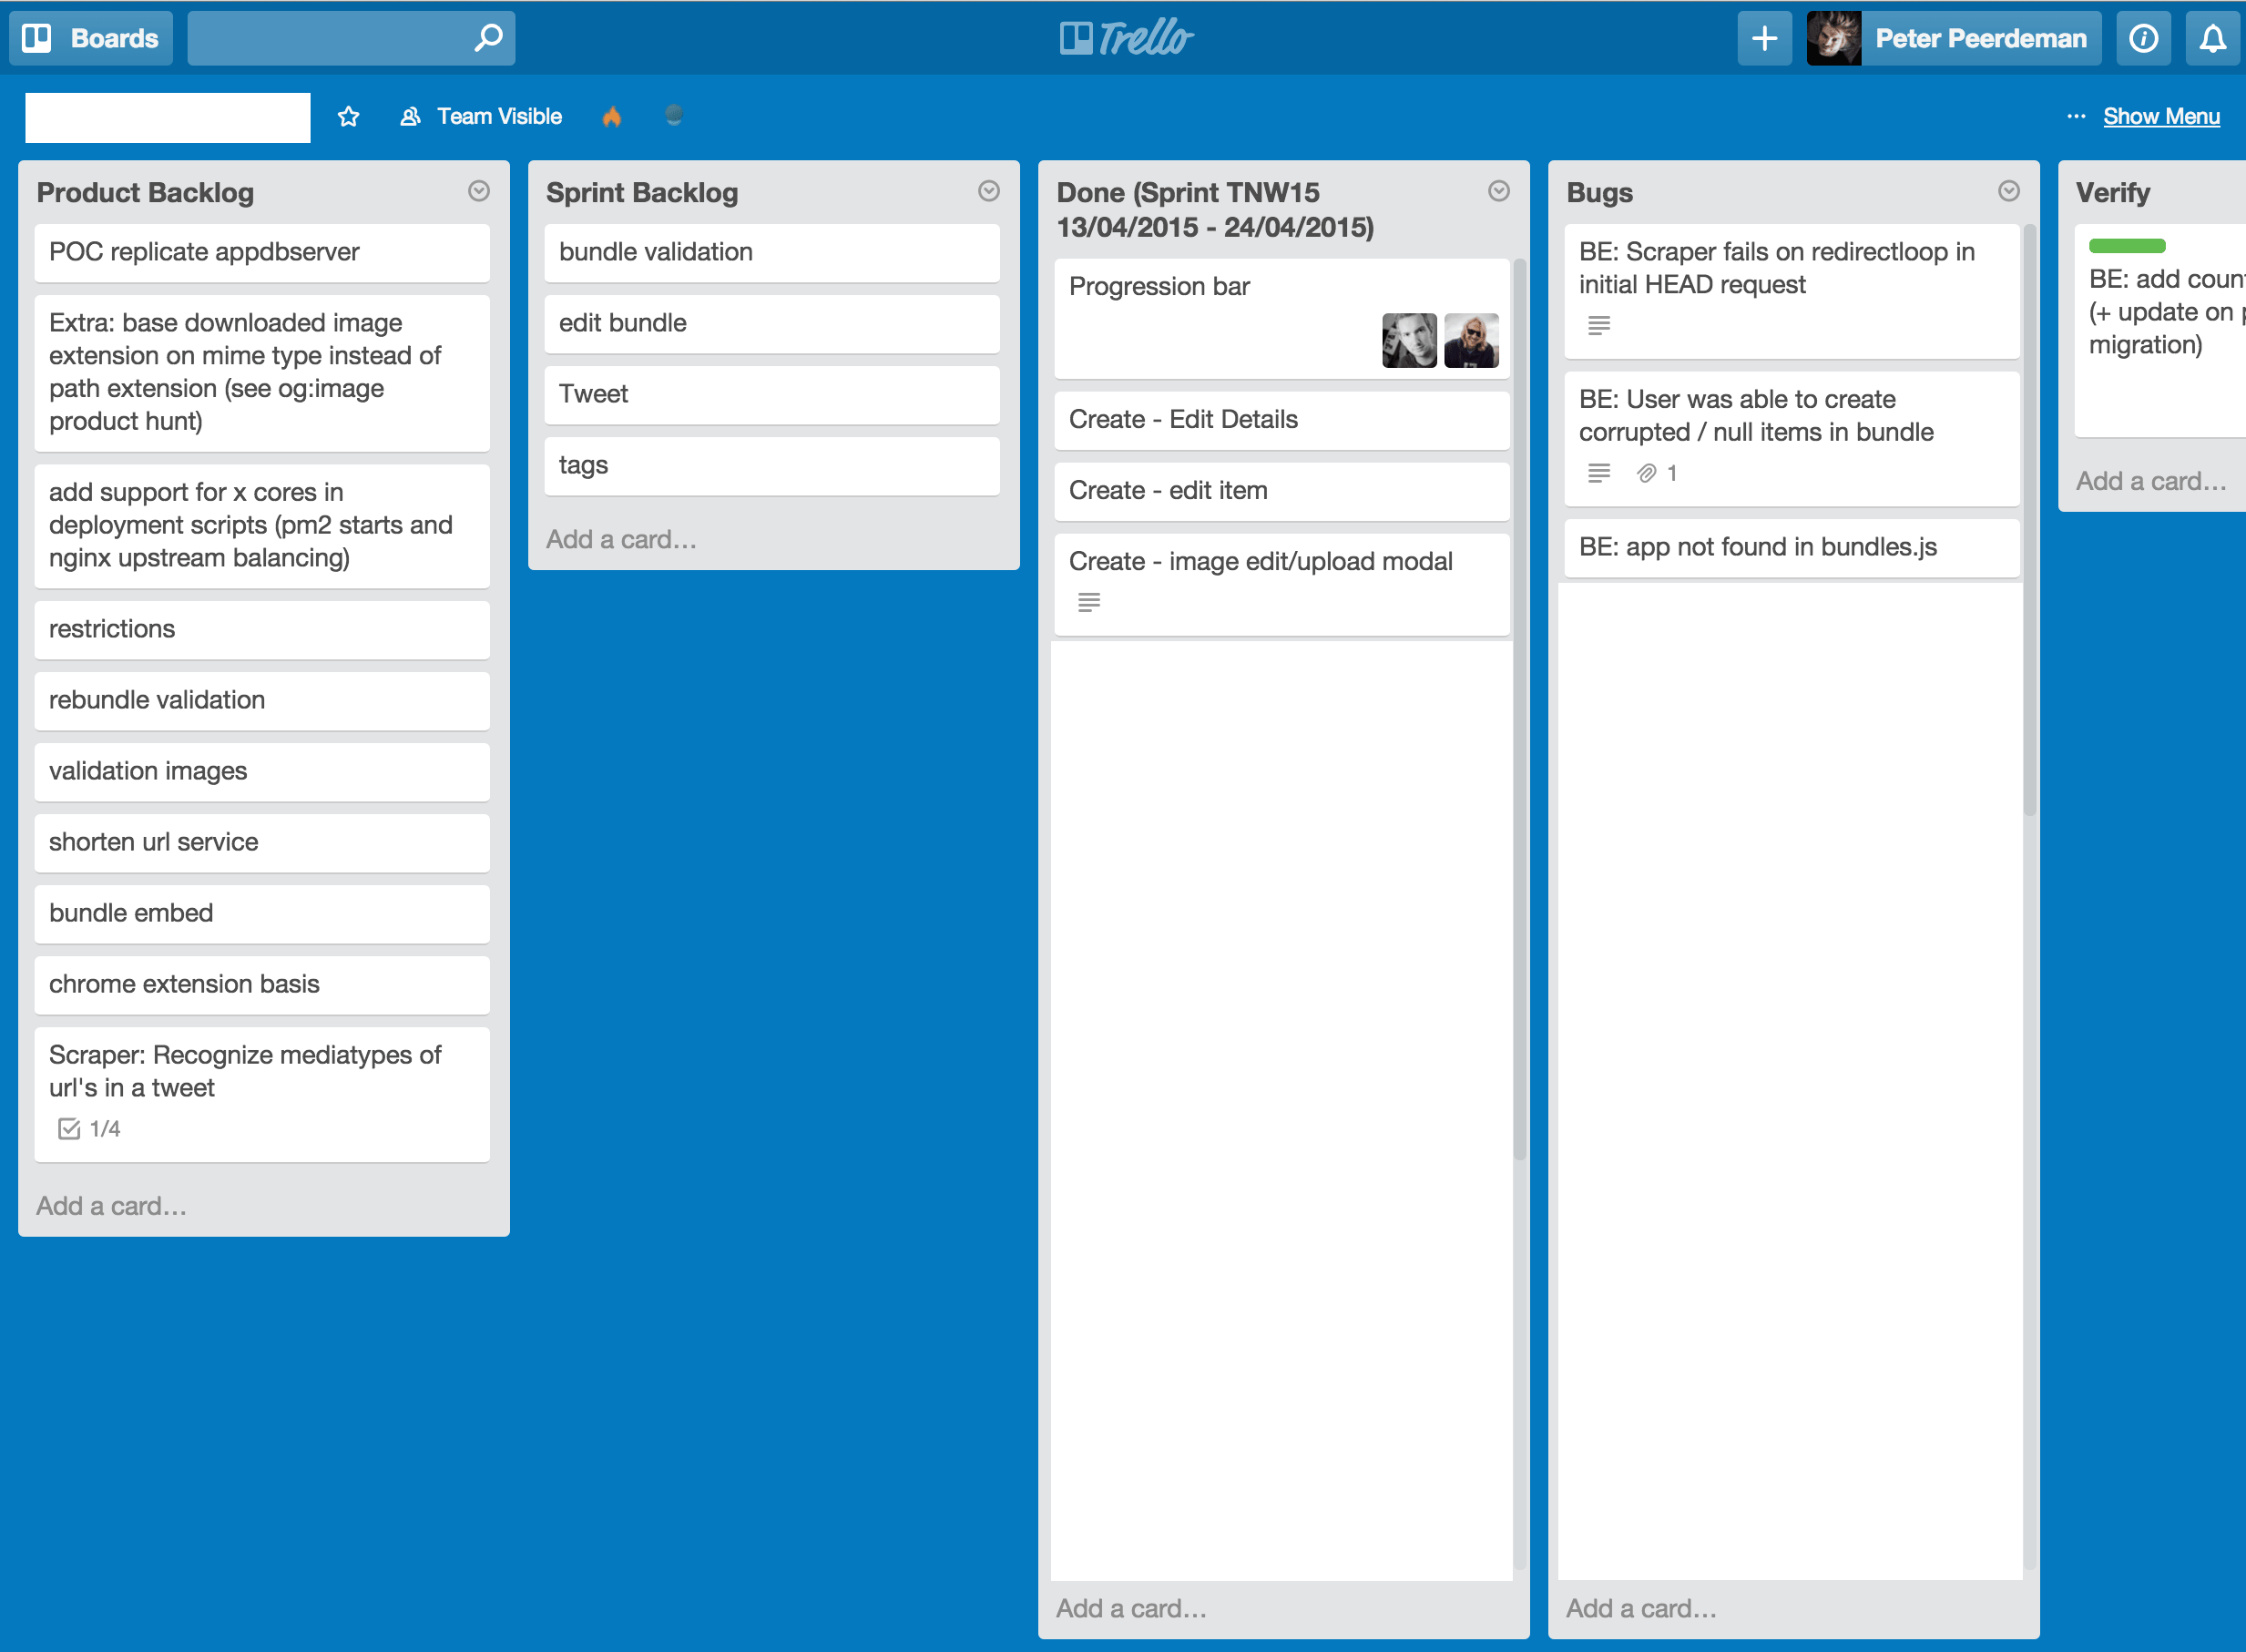 Boards
Trello
Peter Peerdeman
Team Visible
Show Menu
Product Backlog
POC replicate appdbserver
Extra: base downloaded image
extension on mime type instead of
path extension (see og:image
product hunt)
add support for x cores in
deployment scripts (pm2 starts and
nginx upstream balancing)
restrictions
rebundle validation
validation images
shorten url service
bundle embed
chrome extension basis
Scraper: Recognize mediatypes of
url's in a tweet
1/4
Add a card…
Sprint Backlog
bundle validation
edit bundle
Tweet
tags
Add a card…
Done (Sprint TNW15
13/04/2015 - 24/04/2015)
Progression bar
Create - Edit Details
Create - edit item
Create - image edit/upload modal
Add a card…
Bugs
BE: Scraper fails on redirectloop in
initial HEAD request
BE: User was able to create
corrupted / null items in bundle
1
BE: app not found in bundles.js
Add a card…
Verify
BE: add
(+ update on
migration)
Add a card…